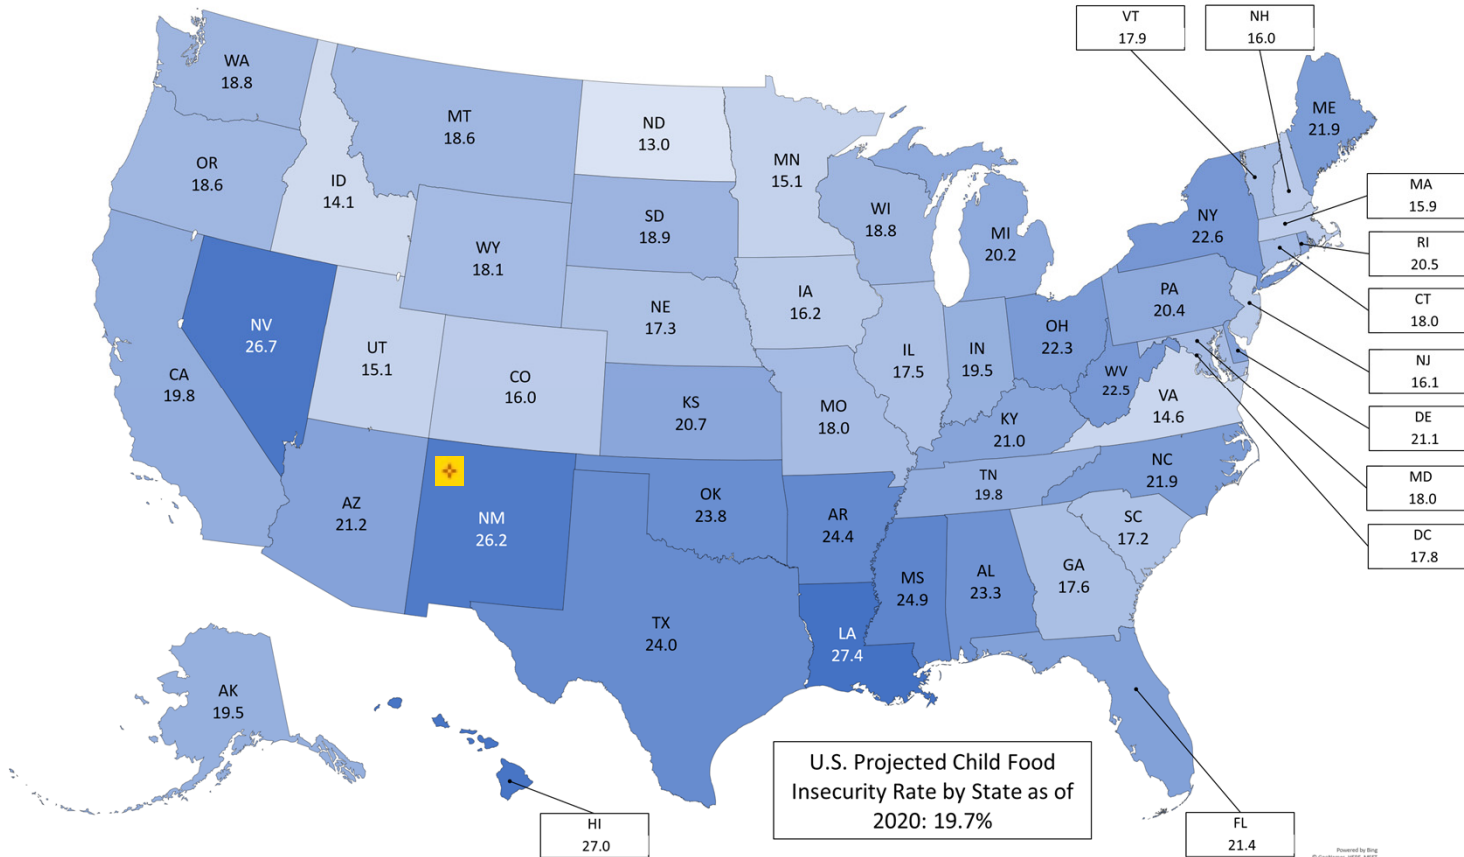 VT
17.9
NH
16.0
WA
18.8
MT
18.6
ND
13.0
MN
15.1
ME
21.9
OR
18.6
ID
14.1
SD
18.9
WI
18.8
MI
20.2
NY
22.6
MA
15.9
WY
18.1
RI
20.5
IA
16.2
NE
17.3
PA
20.4
CT
18.0
NV
26.7
UT
15.1
CO
16.0
IL
17.5
IN
19.5
OH
22.3
WV
22.5
NJ
16.1
CA
19.8
KS
20.7
MO
18.0
KY
21.0
VA
14.6
DE
21.1
AZ
21.2
NM
26.2
OK
23.8
AR
24.4
TN
19.8
NC
21.9
MD
18.0
SC
17.2
DC
17.8
TX
24.0
LA
27.4
MS
24.9
AL
23.3
GA
17.6
AK
19.5
HI
27.0
U.S. Projected Child Food
Insecurity Rate by State as of
2020: 19.7%
FL
21.4
Powered by Bing